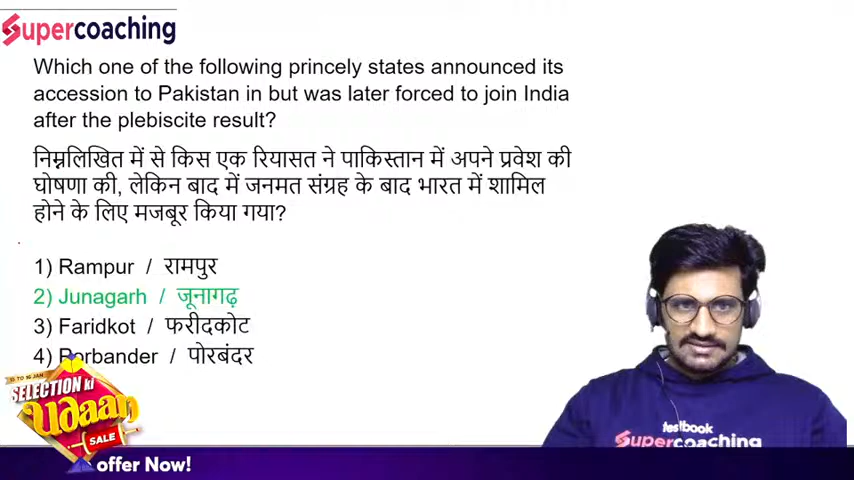 Supercoaching
Which one of the following princely states announced its
accession to Pakistan in but was later forced to join India
after the plebiscite result?
निम्नलिखित में से किस एक रियासत ने पाकिस्तान में अपने प्रवेश की
घोषणा की, लेकिन बाद में जनमत संग्रह के बाद भारत में शामिल
होने के लिए मजबूर किया गया?
1) Rampur / रामपुर
2) Junagarh / जूनागढ़
3) Faridkot / फरीदकोट
4) Porbander / पोरबंदर
SELECTION ki
udaan
SALE
offer Now!
testbook
Supercoaching